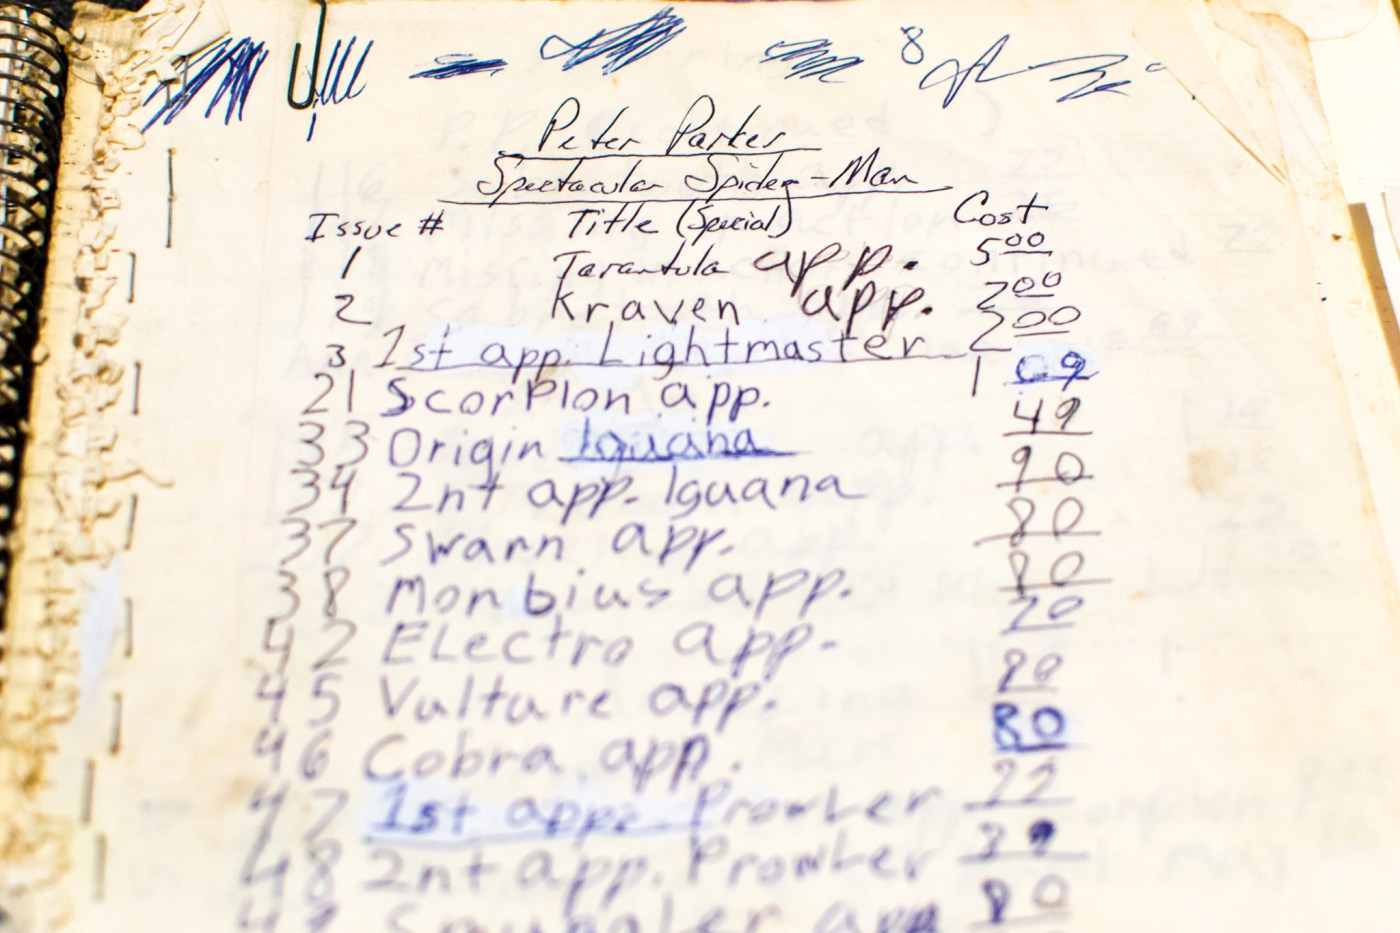 8
Peter Parker
Spectacular Spider-Man
Issue # Title (Special) Cost
1 Tarantula app. 5 00
2 Kraven app. 2 00
3 1st app. Lightmaster 2 00
21 Scorpion app. 1 09
33 Origin Iguana 49
34 2nt app. Iguana 90
37 Swarn app. 80
38 Monbius app. 80
42 Electro app. 20
45 Vulture app. 80
46 Cobra app. 80
47 1st app. Prowler
48 2nt app. Prowler 39
49 Smuggler app 80